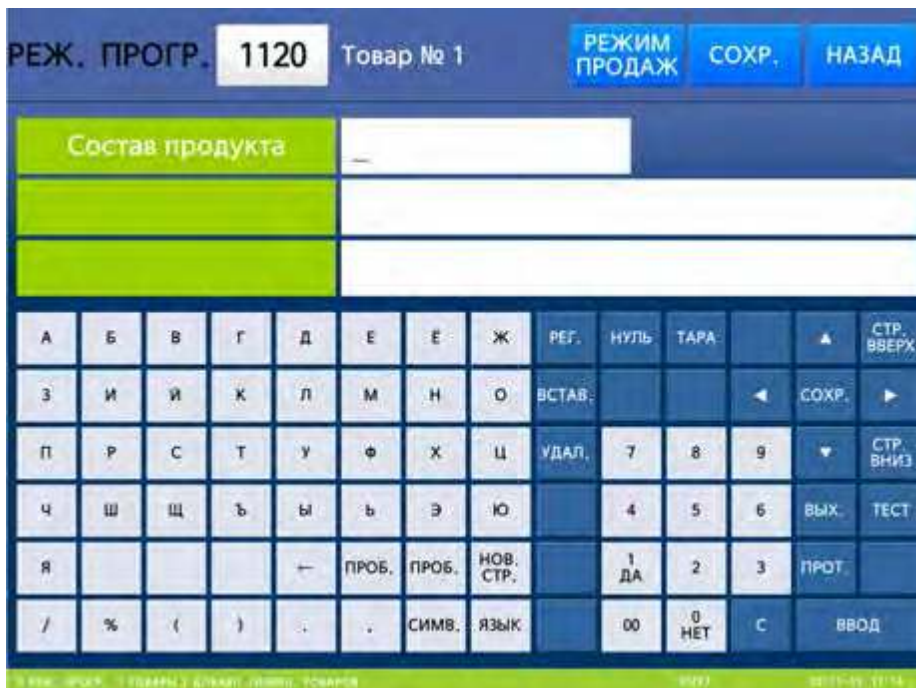 РЕЖ. ПРОГР. 1120 Товар № 1 РЕЖИМ ПРОДАЖ СОХР. НАЗАД
Состав продукта _
А Б В Г Д Е Ё Ж РЕГ. НУЛЬ ТАРА ▲ СТР. ВВЕРХ
З И Й К Л М Н О ВСТАВ. ◄ СОХР. ►
П Р С Т У Ф Х Ц УДАЛ. 7 8 9 ▼ СТР. ВНИЗ
Ч Ш Щ Ъ Ы Ь Э Ю 4 5 6 ВЫХ. ТЕСТ
Я ← ПРОБ. ПРОБ. НОВ. СТР. 1 ДА 2 3 ПРОТ.
/ % ( ) . , СИМВ. ЯЗЫК 00 0 НЕТ С ВВОД